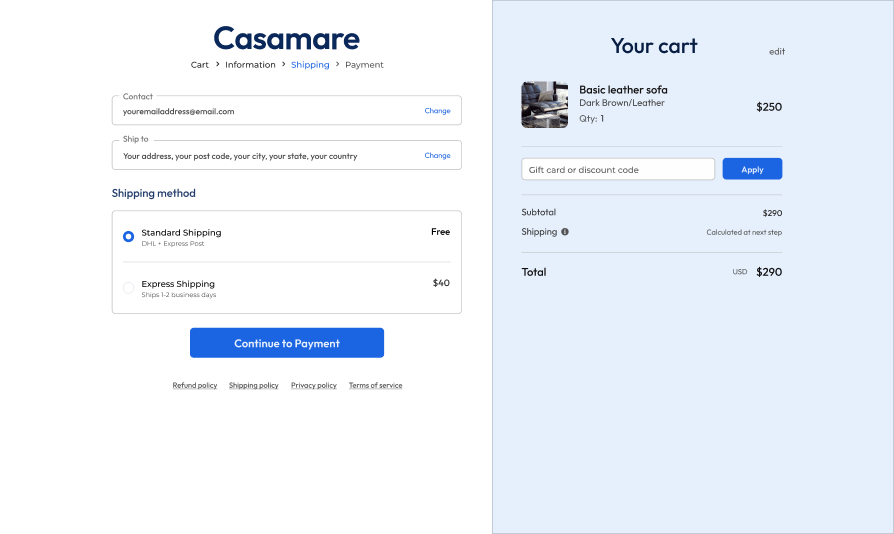 Casamare
Cart > Information > Shipping > Payment
Contact
youremailaddress@email.com
Change
Ship to
Your address, your post code, your city, your state, your country
Change
Shipping method
Standard Shipping
Free
DHL + Express Post
Express Shipping
$40
Ships 1-2 business days
Continue to Payment
Refund policy Shipping policy Privacy policy Terms of service
Your cart
edit
Basic leather sofa
Dark Brown/Leather
$250
Qty: 1
Gift card or discount code
Apply
Subtotal
$290
Shipping
Calculated at next step
Total
USD $290